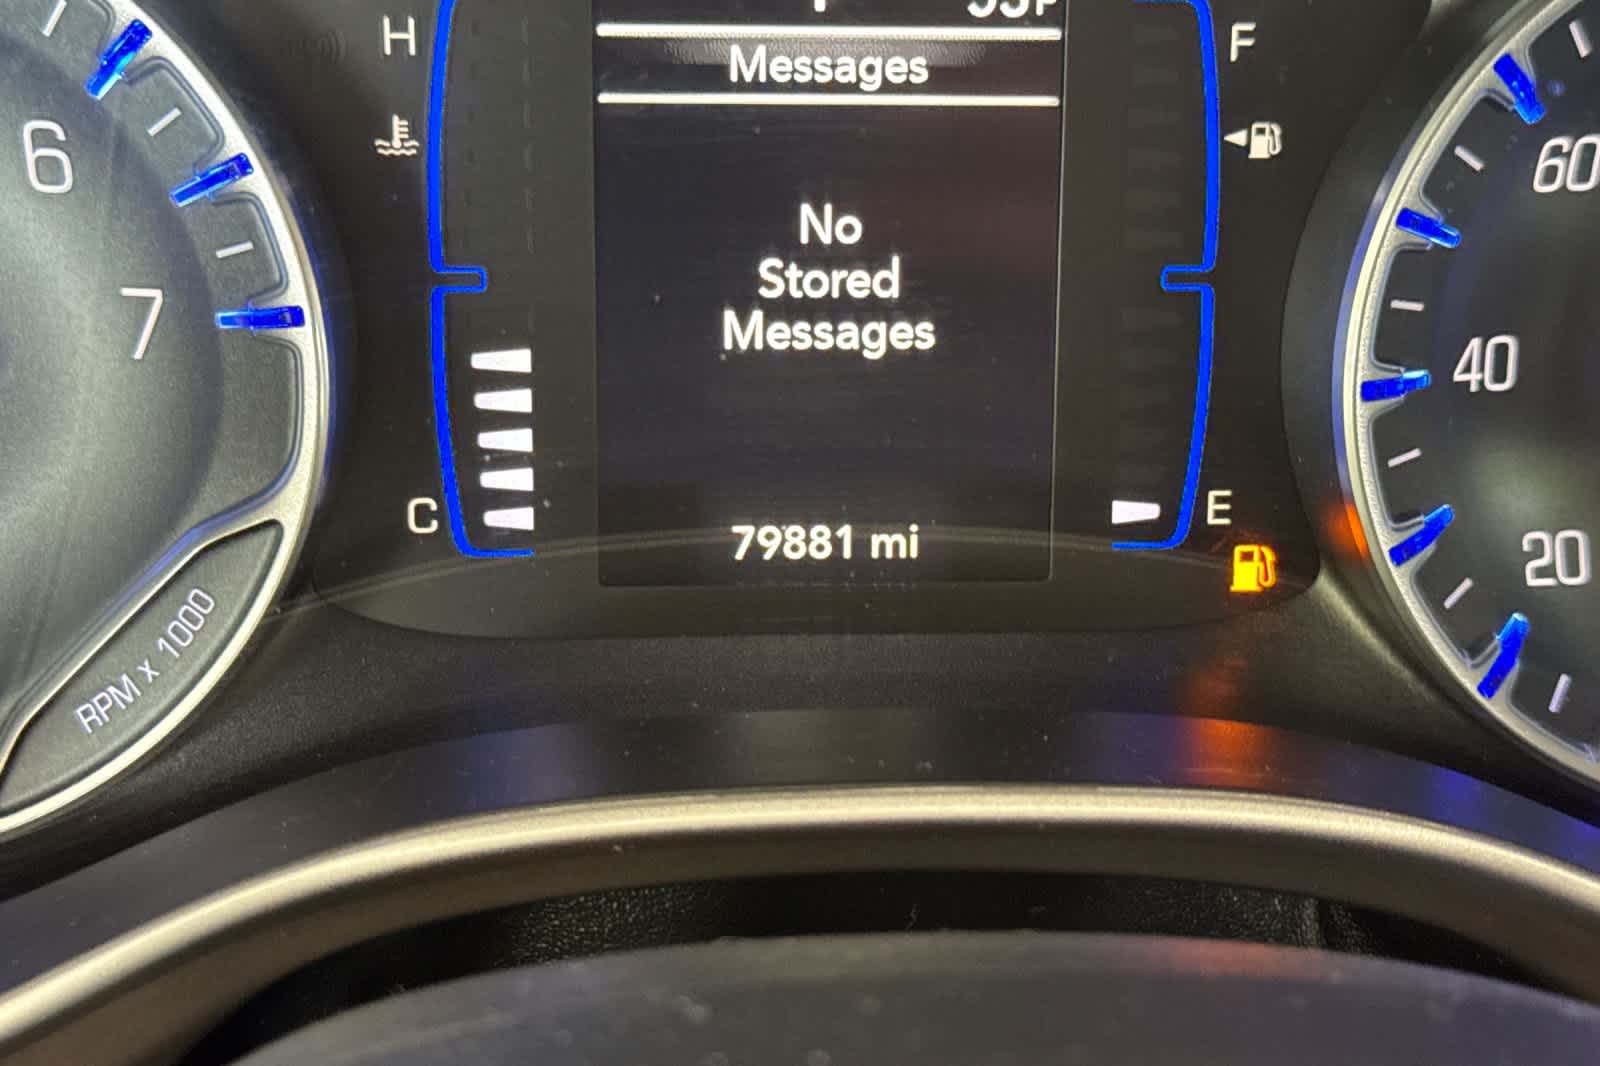 H
F
Messages
6
60
No
Stored
Messages
7
40
C
E
79881 mi
20
RPM x 1000